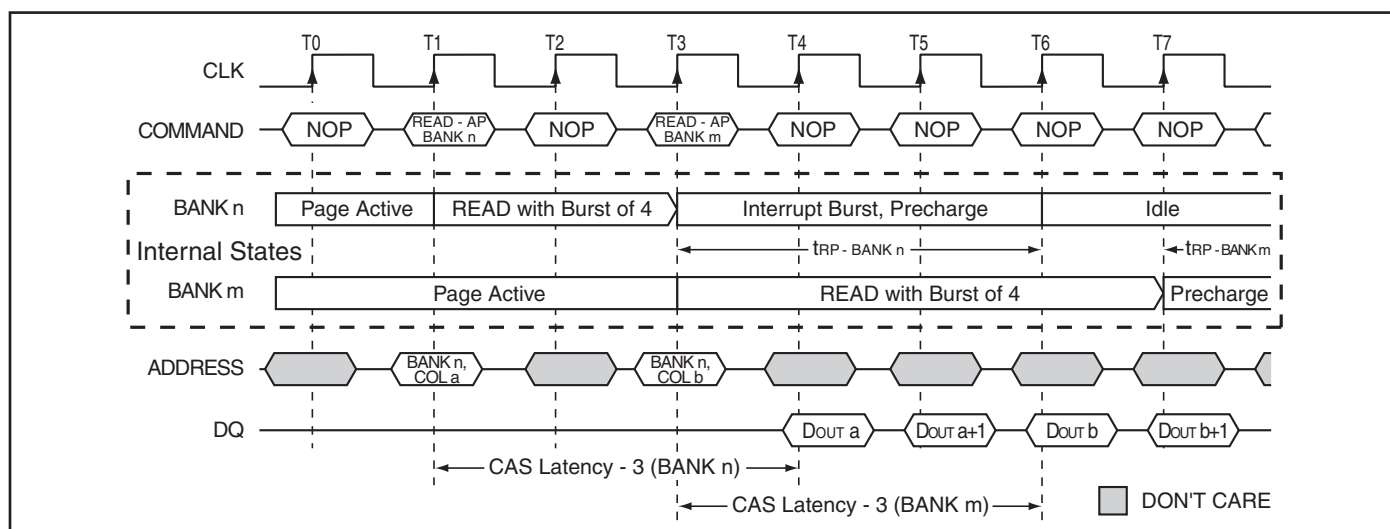 T0 T1 T2 T3 T4 T5 T6 T7
CLK
COMMAND NOP READ - AP BANK n NOP READ - AP BANK m NOP NOP NOP NOP
BANK n Page Active READ with Burst of 4 Interrupt Burst, Precharge Idle
Internal States tRP - BANK n tRP - BANK m
BANK m Page Active READ with Burst of 4 Precharge
ADDRESS BANK n, COL a BANK n, COL b
DQ DOUT a DOUT a+1 DOUT b DOUT b+1
CAS Latency - 3 (BANK n)
CAS Latency - 3 (BANK m) DON'T CARE